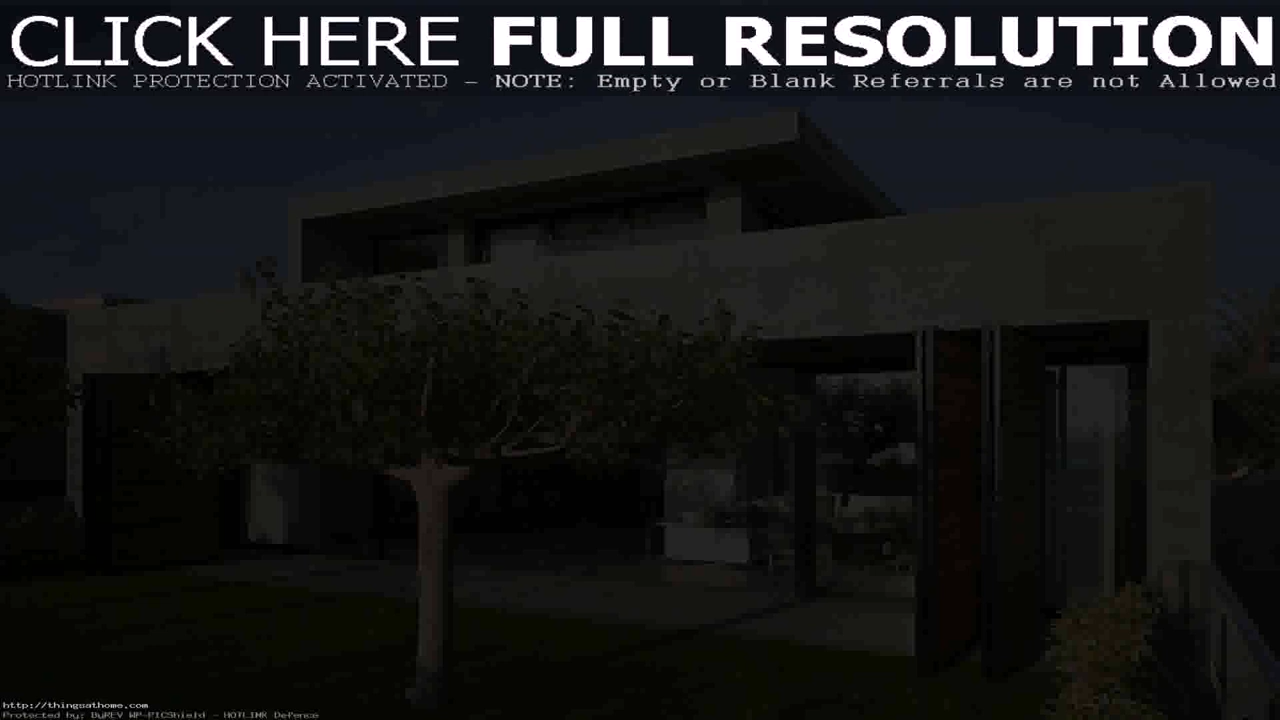 CLICK HERE FULL RESOLUTION
HOTLINK PROTECTION ACTIVATED - NOTE: Empty or Blank Referrals are not Allowed
http://thingsathome.com
Protected by: ByREV WP-PICShield - HOTLINK Defence